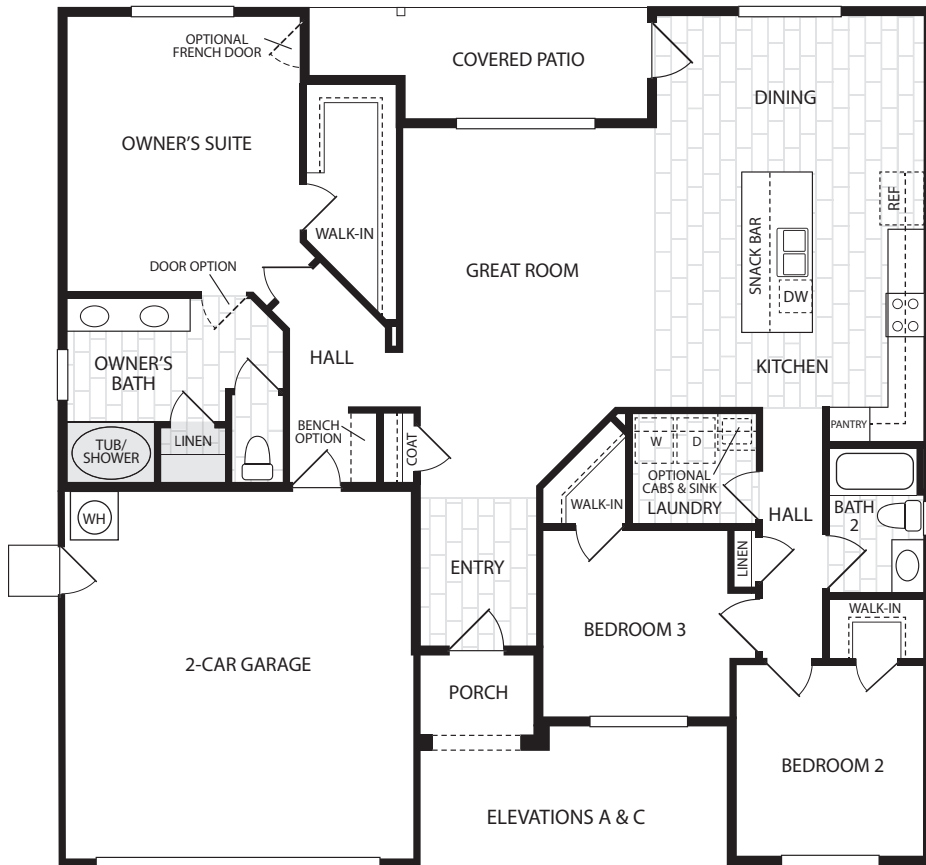 OPTIONAL
FRENCH DOOR
COVERED PATIO
DINING
OWNER'S SUITE
REF
WALK-IN
SNACK BAR
DOOR OPTION
GREAT ROOM
DW
HALL
KITCHEN
OWNER'S
BATH
PANTRY
BENCH
OPTION
COAT
LINEN
TUB/
SHOWER
W
D
OPTIONAL
CABS & SINK
LAUNDRY
WALK-IN
HALL
BATH
2
WH
LINEN
ENTRY
WALK-IN
BEDROOM 3
2-CAR GARAGE
PORCH
BEDROOM 2
ELEVATIONS A & C